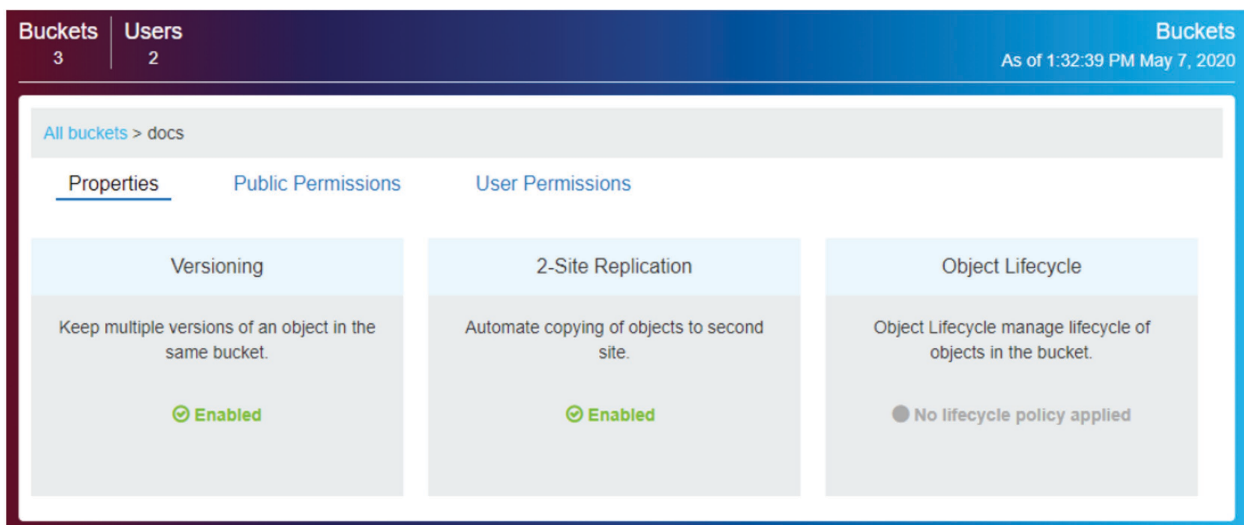 Buckets Users Buckets
3 2 As of 1:32:39 PM May 7, 2020
All buckets > docs
Properties Public Permissions User Permissions
Versioning
Keep multiple versions of an object in the
same bucket.
Enabled
2-Site Replication
Automate copying of objects to second
site.
Enabled
Object Lifecycle
Object Lifecycle manage lifecycle of
objects in the bucket.
No lifecycle policy applied